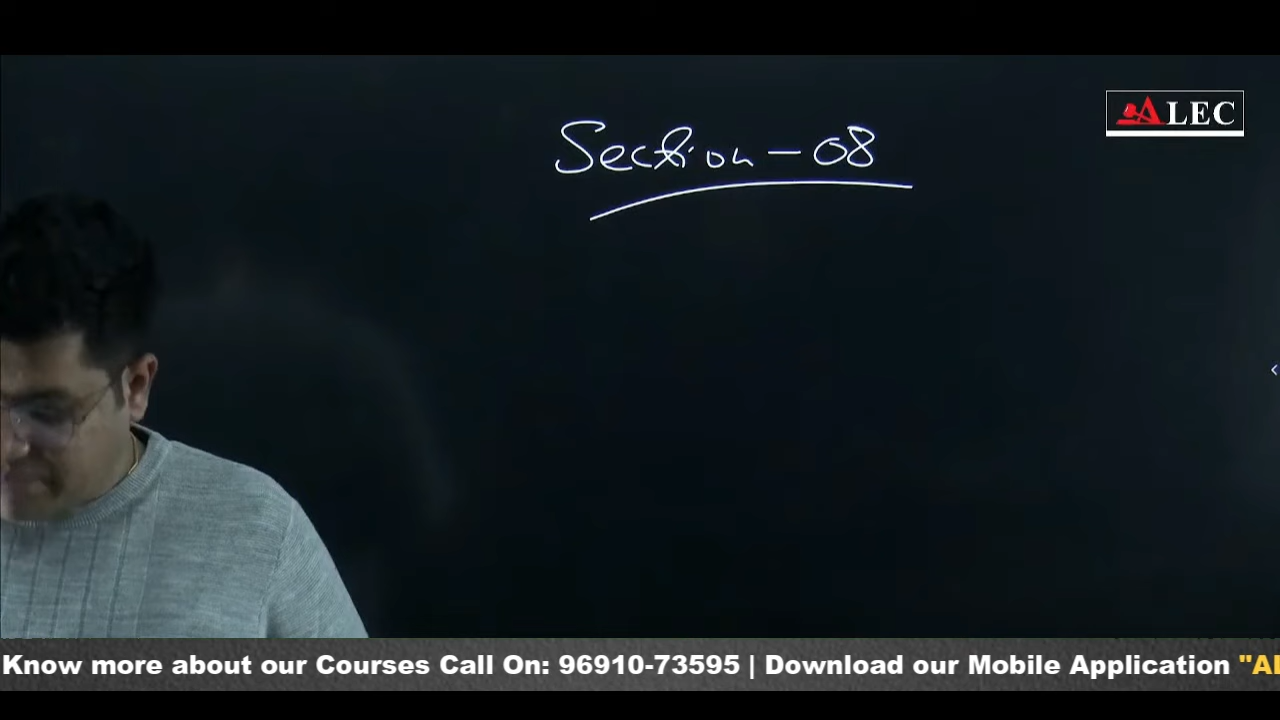 Section - 08
ALEC
Know more about our Courses Call On: 96910-73595 | Download our Mobile Application "Al